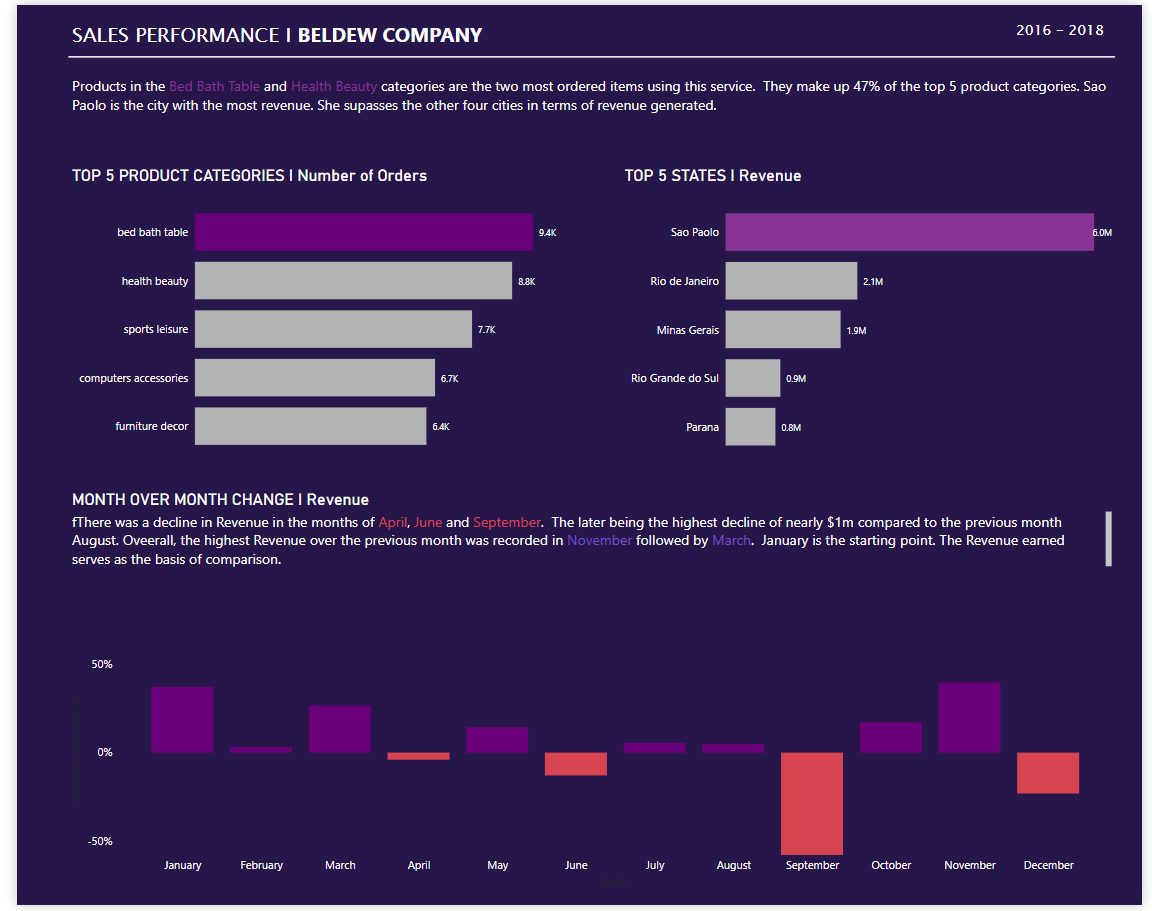 SALES PERFORMANCE I BELDEW COMPANY
2016 – 2018
Products in the Bed Bath Table and Health Beauty categories are the two most ordered items using this service.  They make up 47% of the top 5 product categories. Sao
Paolo is the city with the most revenue. She supasses the other four cities in terms of revenue generated.
TOP 5 PRODUCT CATEGORIES I Number of Orders
bed bath table 9.4K
health beauty 8.8K
sports leisure 7.7K
computers accessories 6.7K
furniture decor 6.4K
TOP 5 STATES I Revenue
Sao Paolo 6.0M
Rio de Janeiro 2.1M
Minas Gerais 1.9M
Rio Grande do Sul 0.9M
Parana 0.8M
MONTH OVER MONTH CHANGE I Revenue
fThere was a decline in Revenue in the months of April, June and September.  The later being the highest decline of nearly $1m compared to the previous month
August. Oveerall, the highest Revenue over the previous month was recorded in November followed by March.  January is the starting point. The Revenue earned
serves as the basis of comparison.
50%
0%
-50%
January February March April May June July August September October November December